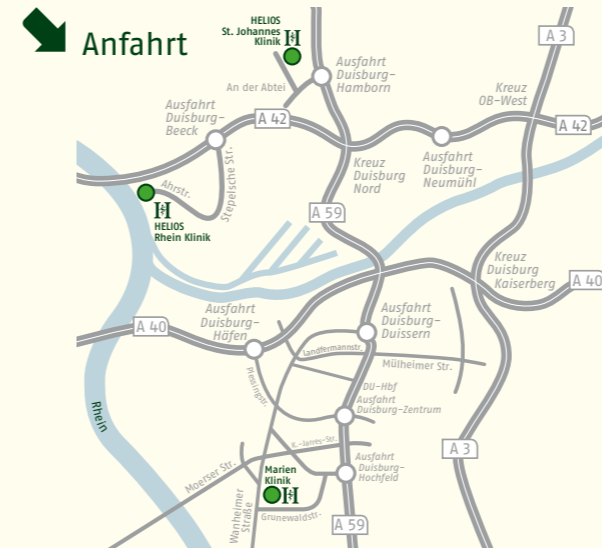 Anfahrt
HELIOS
St. Johannes
Klinik
H
An der Abtei
Ausfahrt
Duisburg-
Hamborn
A 3
Kreuz
OB-West
Ausfahrt
Duisburg-
Beeck
A 42
A 42
Kreuz
Duisburg
Nord
Ausfahrt
Duisburg-
Neumühl
Ahrstr.
Stepelsche Str.
H
HELIOS
Rhein Klinik
A 59
Kreuz
Duisburg
Kaiserberg
A 40
Ausfahrt
Duisburg-
Häfen
A 40
Ausfahrt
Duisburg-
Duissern
Landfermannstr.
Mülheimer Str.
Plessingstr.
DU-Hbf
Ausfahrt
Duisburg-Zentrum
Rhein
K.-Jarres-Str.
A 3
Ausfahrt
Duisburg-
Hochfeld
Moerser Str.
Marien
Klinik
H
Wanheimer
Straße
Grunewaldstr.
A 59